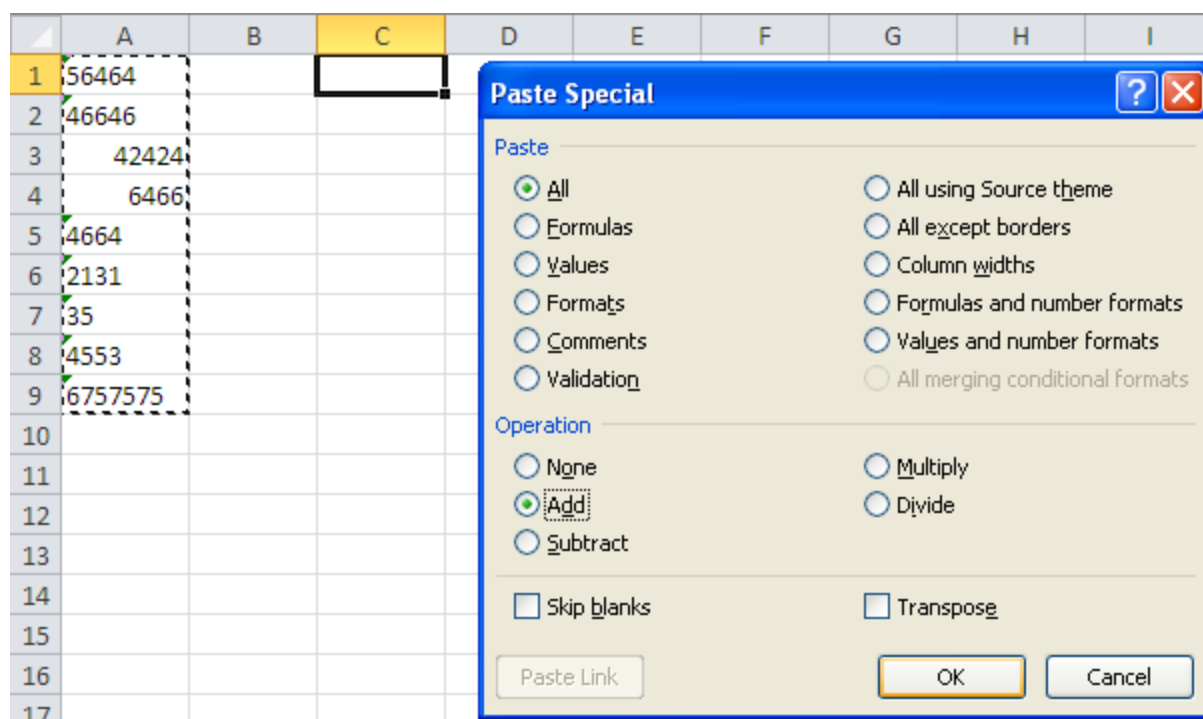 A B C D E F G H I
1 56464
2 46646
3 42424
4 6466
5 4664
6 2131
7 35
8 4553
9 6757575
10
11
12
13
14
15
16
17
Paste Special ?
Paste
All All using Source theme
Formulas All except borders
Values Column widths
Formats Formulas and number formats
Comments Values and number formats
Validation All merging conditional formats
Operation
None Multiply
Add Divide
Subtract
Skip blanks Transpose
Paste Link OK Cancel